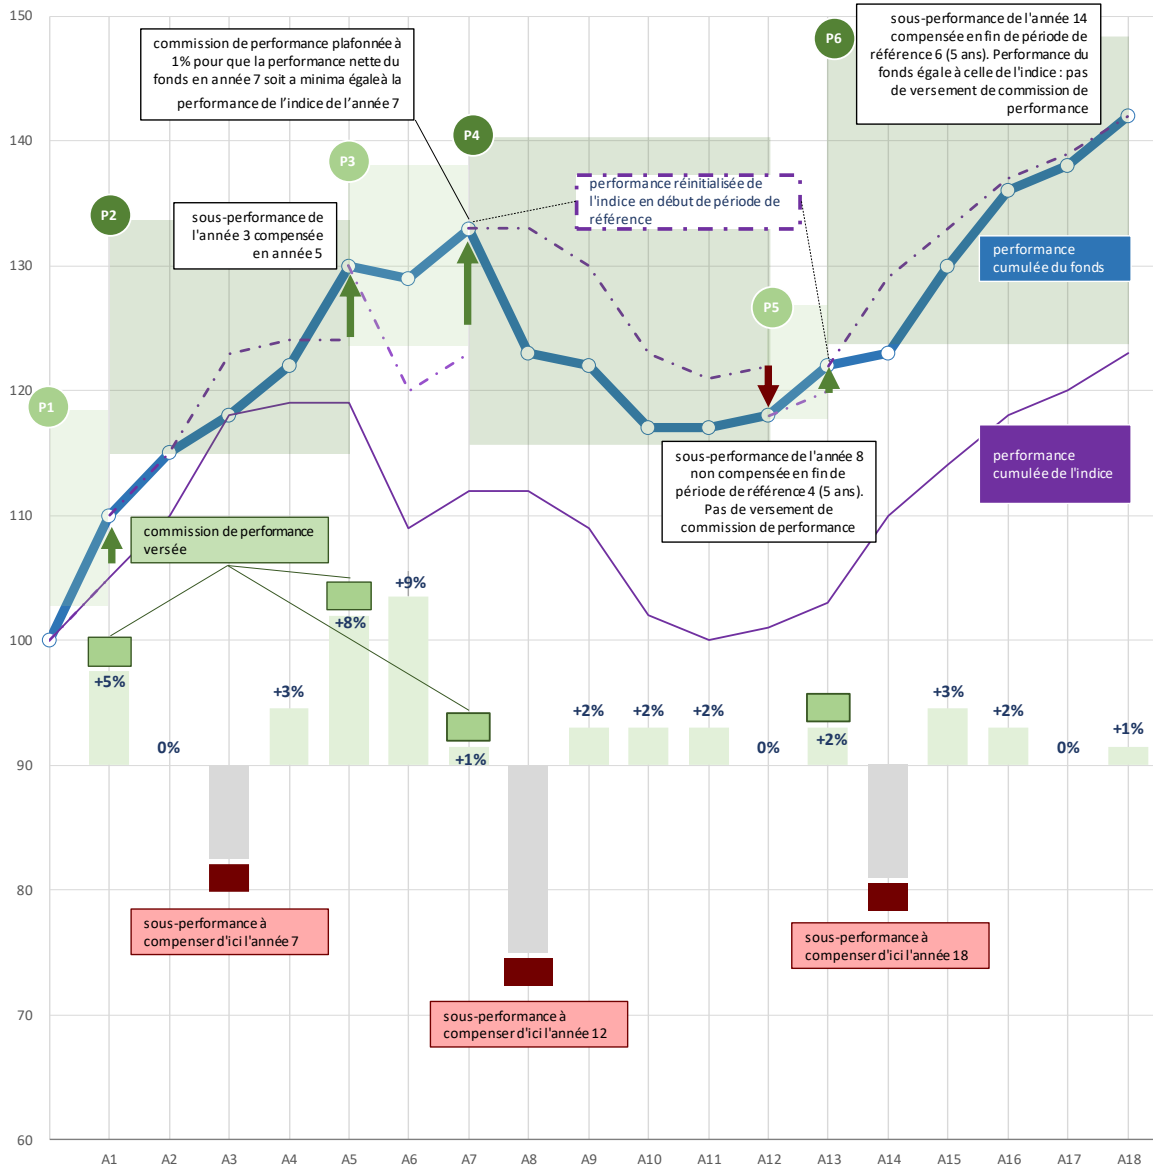 150
140
130
120
110
100
90
80
70
60
commission de performance plafonnée à
1% pour que la performance nette du
fonds en année 7 soit a minima égale à la
performance de l'indice de l'année 7
P6
sous-performance de l'année 14
compensée en fin de période de
référence 6 (5 ans). Performance du
fonds égale à celle de l'indice : pas
de versement de commission de
performance
P4
P3
P2
sous-performance de
l'année 3 compensée
en année 5
performance réinitialisée de
l'indice en début de période de
référence
performance
cumulée du fonds
P5
P1
performance
cumulée de l'indice
sous-performance de l'année 8
non compensée en fin de
période de référence 4 (5 ans).
Pas de versement de
commission de performance
commission de performance
versée
+5%
0%
+3%
+8%
+9%
+1%
+2%
+2%
+2%
0%
+2%
+3%
+2%
0%
+1%
sous-performance à
compenser d'ici l'année 7
sous-performance à
compenser d'ici l'année 12
sous-performance à
compenser d'ici l'année 18
A1 A2 A3 A4 A5 A6 A7 A8 A9 A10 A11 A12 A13 A14 A15 A16 A17 A18